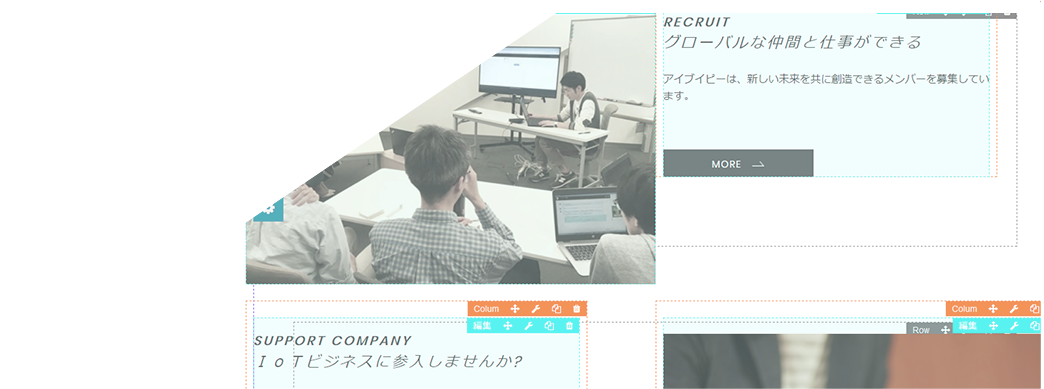 RECRUIT
グローバルな仲間と仕事ができる
アイブイピーは、新しい未来を共に創造できるメンバーを募集してい
ます。
MORE
Colum
編集
SUPPORT COMPANY
ＩｏＴビジネスに参入しませんか?
Colum
Row
編集